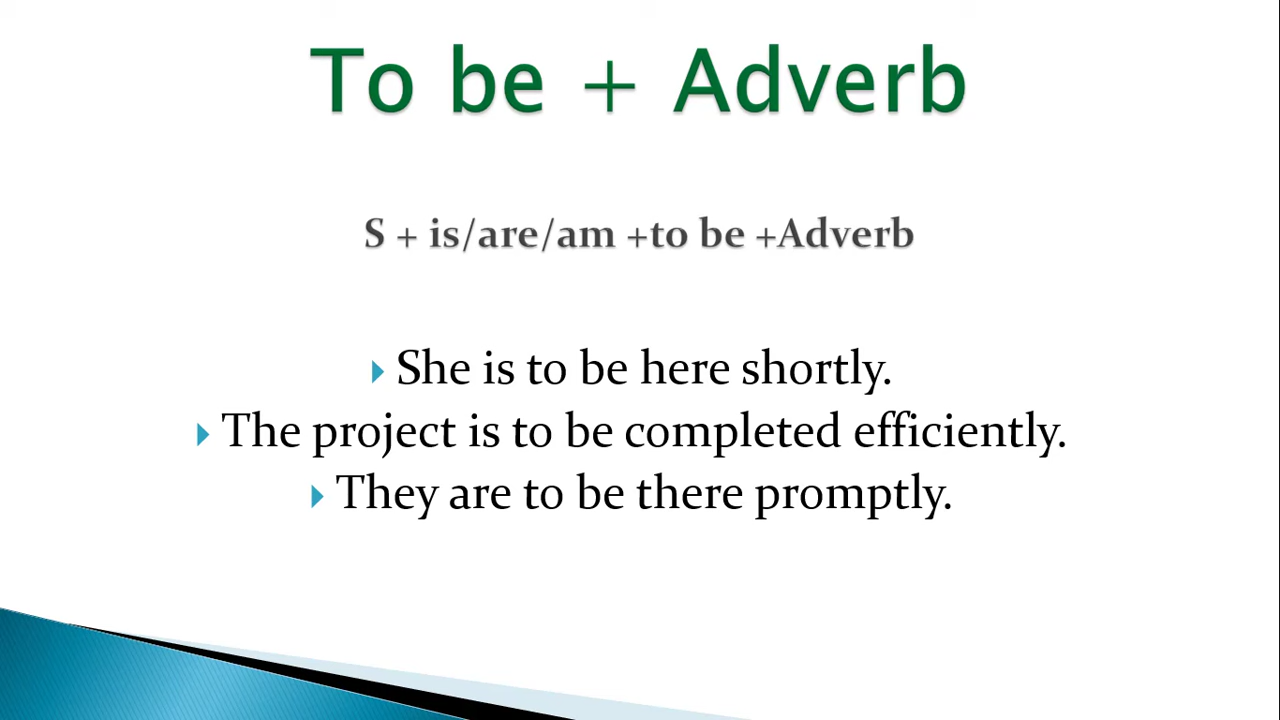 To be + Adverb
S + is/are/am +to be +Adverb
She is to be here shortly.
The project is to be completed efficiently.
They are to be there promptly.